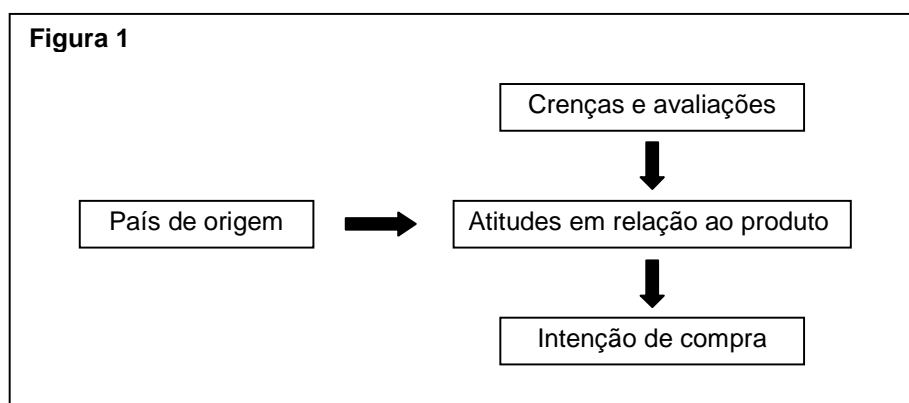 Figura 1
Crenças e avaliações
País de origem
Atitudes em relação ao produto
Intenção de compra